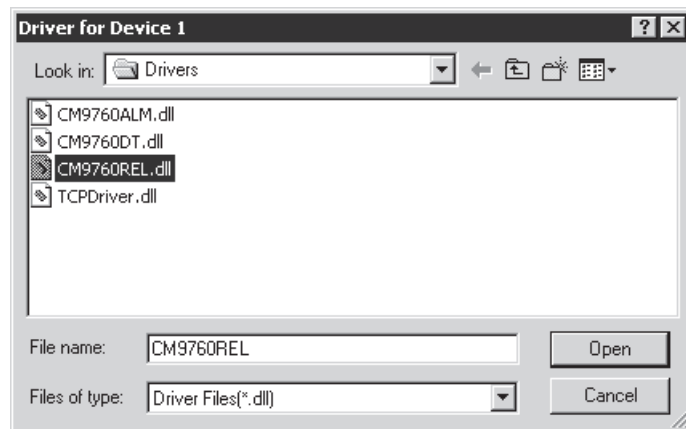 Driver for Device 1
Look in: Drivers
CM9760ALM.dll
CM9760DT.dll
CM9760REL.dll
TCPDriver.dll
File name: CM9760REL Open
Files of type: Driver Files(*.dll) Cancel